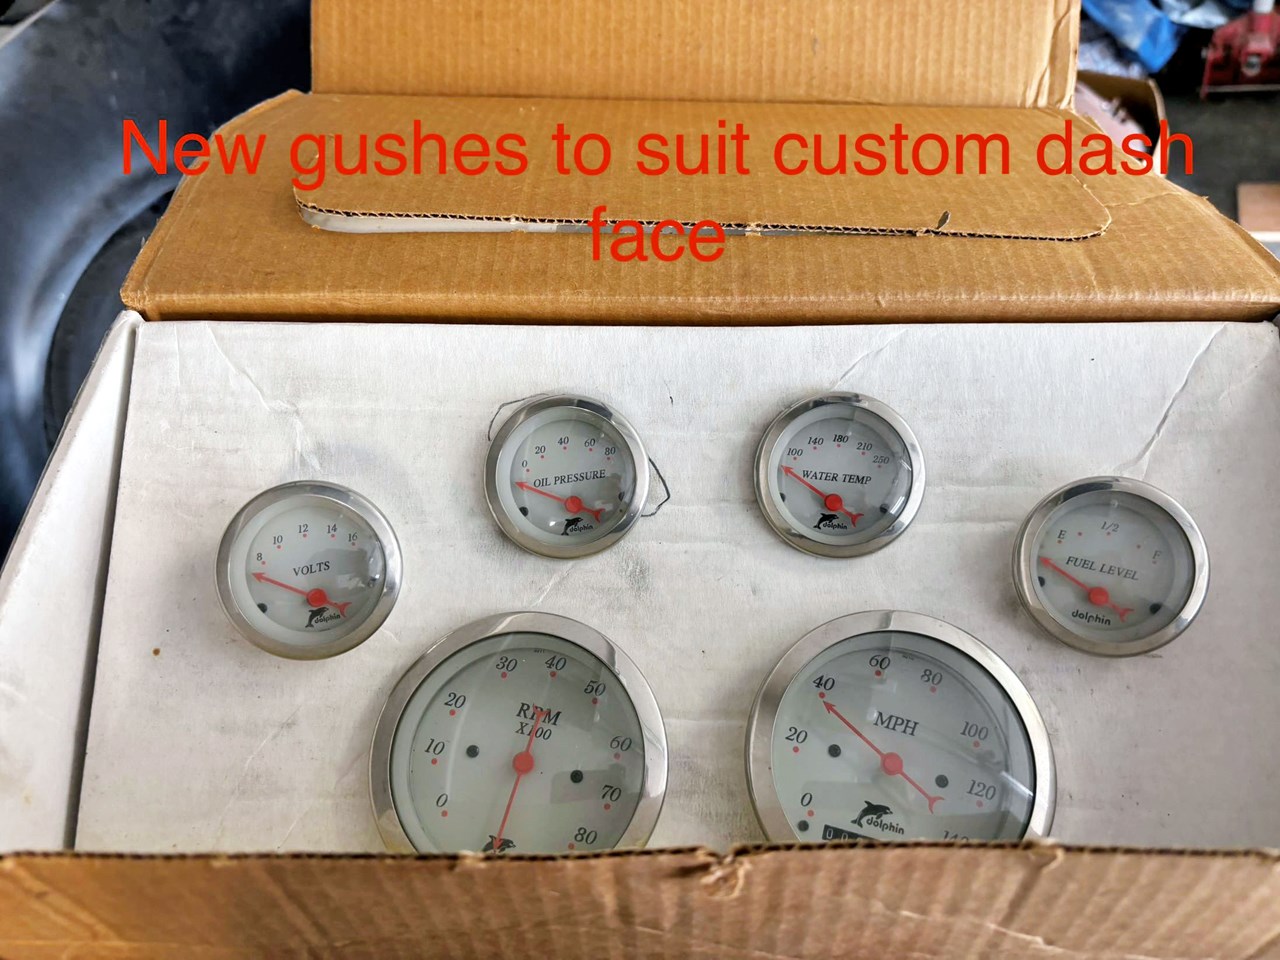 New gushes to suit custom dash
face
0 20 40 60 80
OIL PRESSURE
dolphin
100 140 180 210 250
WATER TEMP
dolphin
8 10 12 14 16
VOLTS
dolphin
E 1/2 F
FUEL LEVEL
dolphin
0 10 20 30 40 50 60 70 80
RPM
X100
0 20 40 60 80 100 120
MPH
dolphin